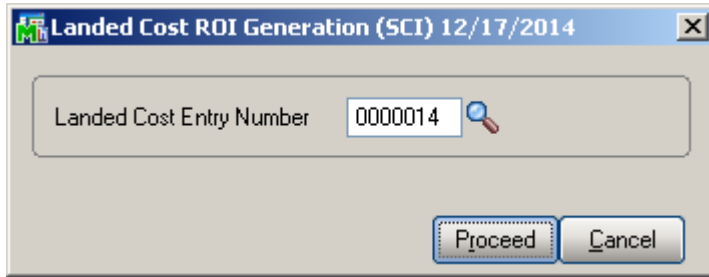 Landed Cost ROI Generation (SCI) 12/17/2014
Landed Cost Entry Number 0000014
Proceed Cancel